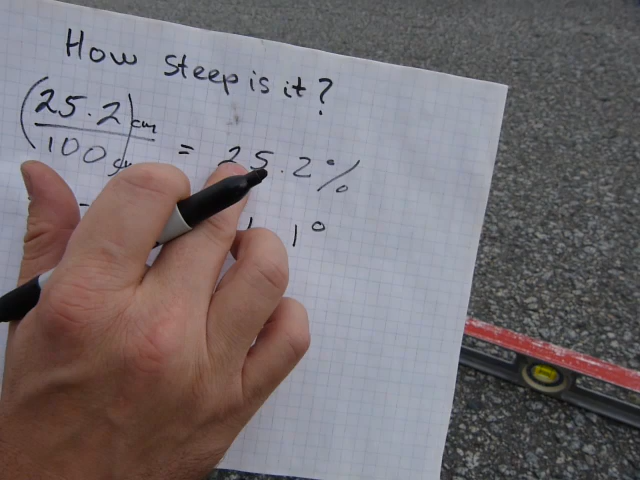 How steep is it?
(25.2)cm
100cm = 25.2%
1°